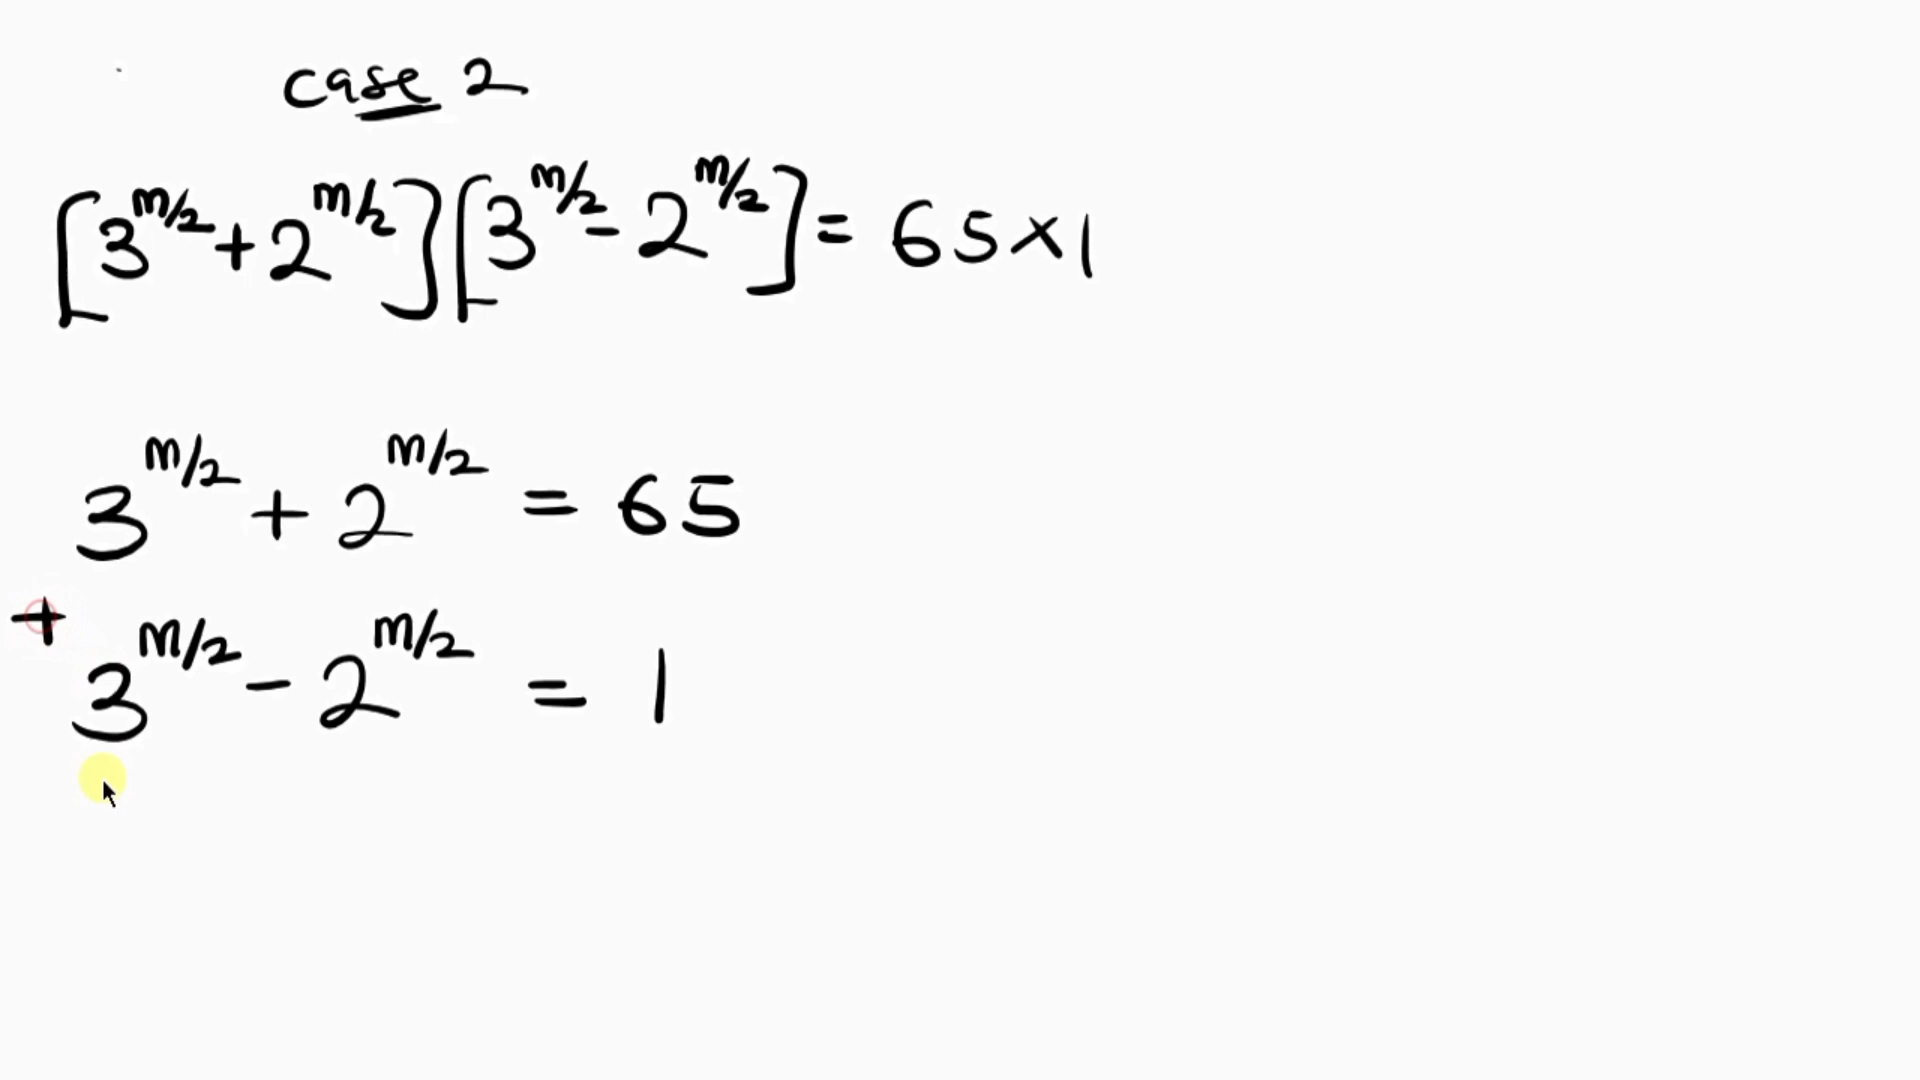 case 2
[3^{m/2} + 2^{m/2}][3^{m/2} - 2^{m/2}] = 65 × 1
3^{m/2} + 2^{m/2} = 65
+
3^{m/2} - 2^{m/2} = 1